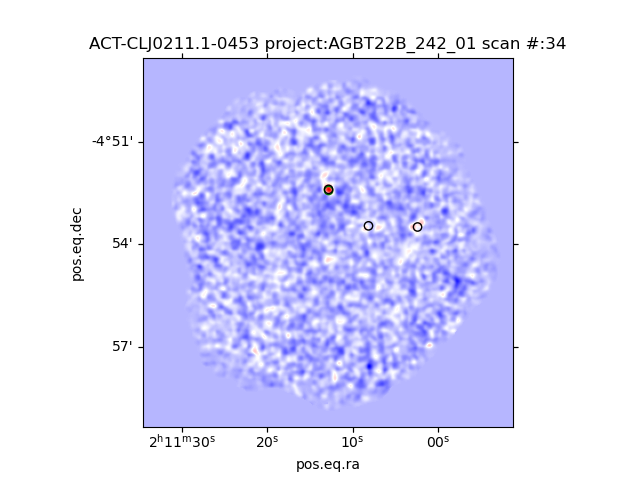 ACT-CLJ0211.1-0453 project:AGBT22B_242_01 scan #:34
-4°51'
54'
57'
pos.eq.dec
2ʰ11ᵐ30ˢ 20ˢ 10ˢ 00ˢ
pos.eq.ra